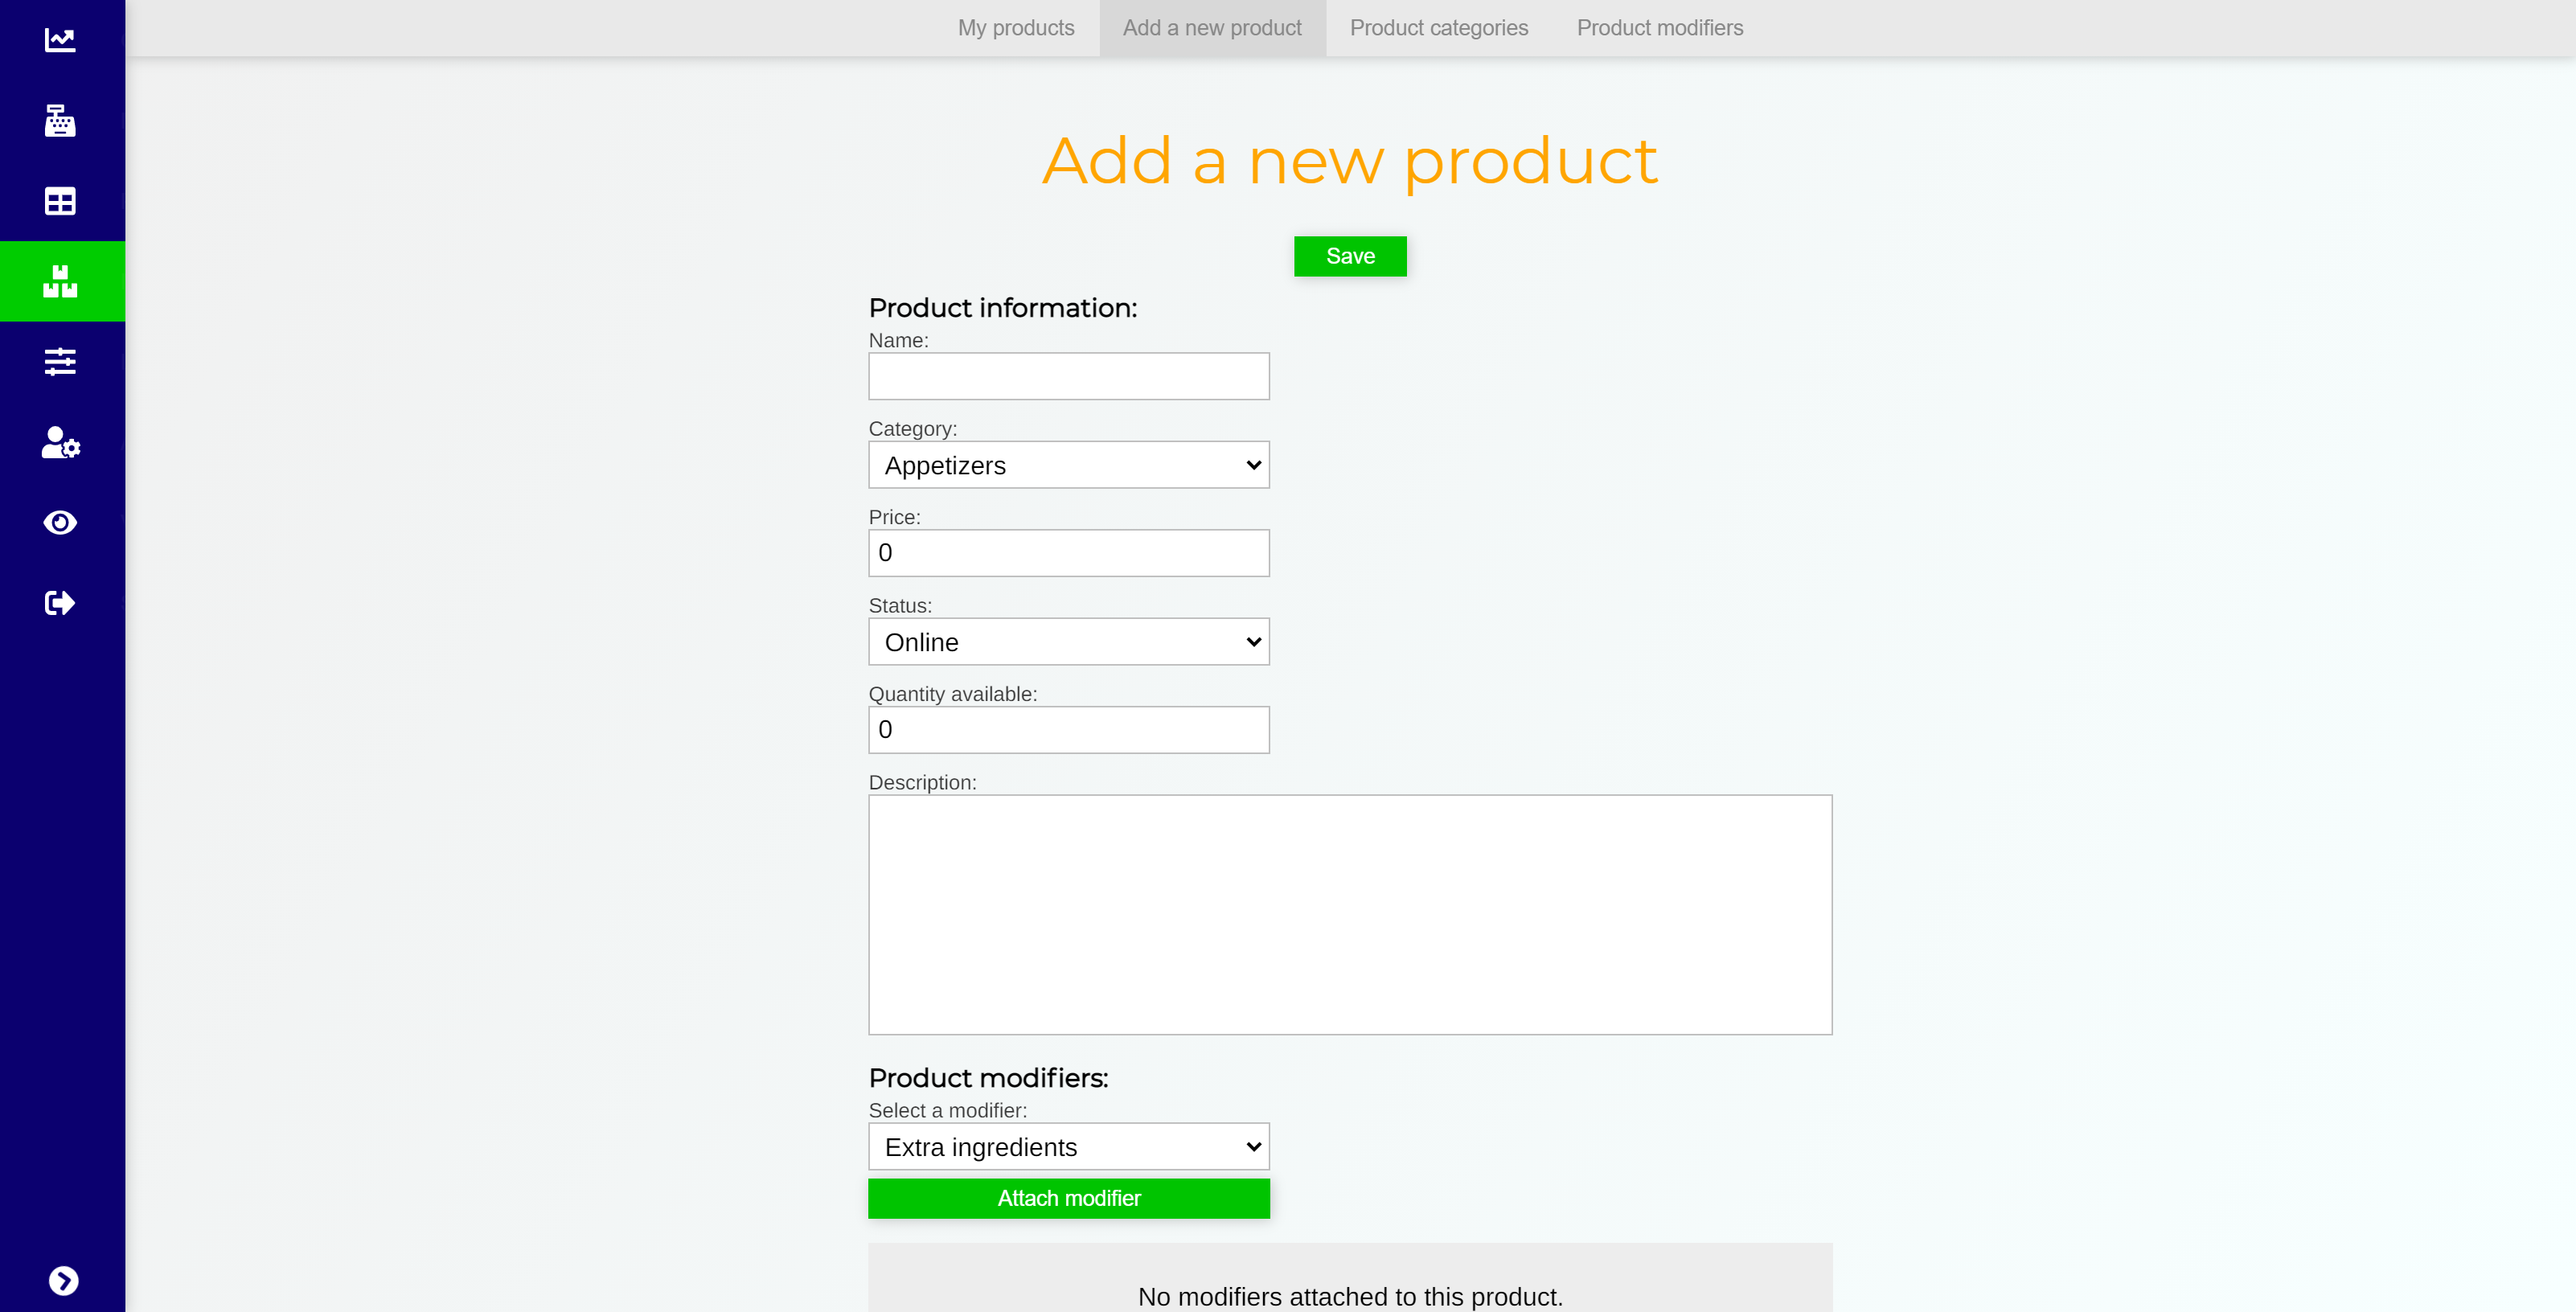 My products
Add a new product
Product categories
Product modifiers
Add a new product
Save
Product information:
Name:
Category:
Appetizers
Price:
0
Status:
Online
Quantity available:
0
Description:
Product modifiers:
Select a modifier:
Extra ingredients
Attach modifier
No modifiers attached to this product.